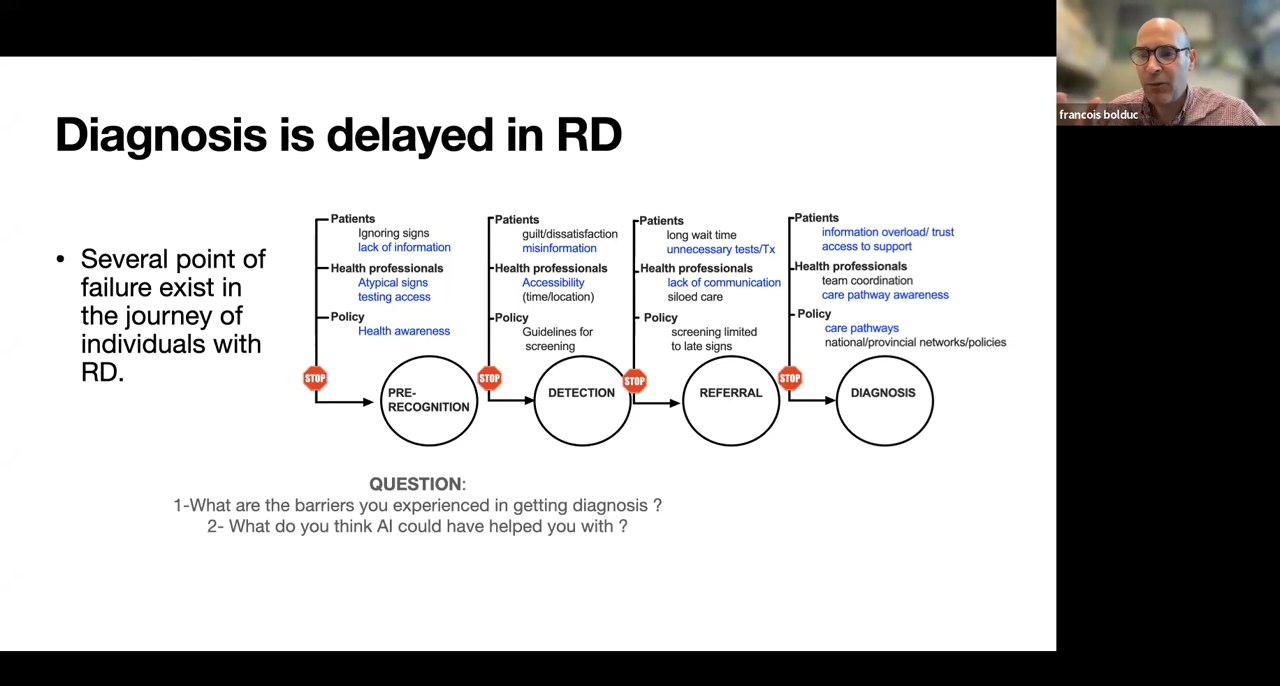 francois bolduc
Diagnosis is delayed in RD
• Several point of
failure exist in
the journey of
individuals with
RD.
Patients
Ignoring signs
lack of information
Health professionals
Atypical signs
testing access
Policy
Health awareness
STOP
PRE-
RECOGNITION
Patients
guilt/dissatisfaction
misinformation
Health professionals
Accessibility
(time/location)
Policy
Guidelines for
screening
STOP
DETECTION
Patients
long wait time
unnecessary tests/Tx
Health professionals
lack of communication
siloed care
Policy
screening limited
to late signs
STOP
REFERRAL
Patients
information overload/ trust
access to support
Health professionals
team coordination
care pathway awareness
Policy
care pathways
national/provincial networks/policies
STOP
DIAGNOSIS
QUESTION:
1-What are the barriers you experienced in getting diagnosis ?
2- What do you think AI could have helped you with ?